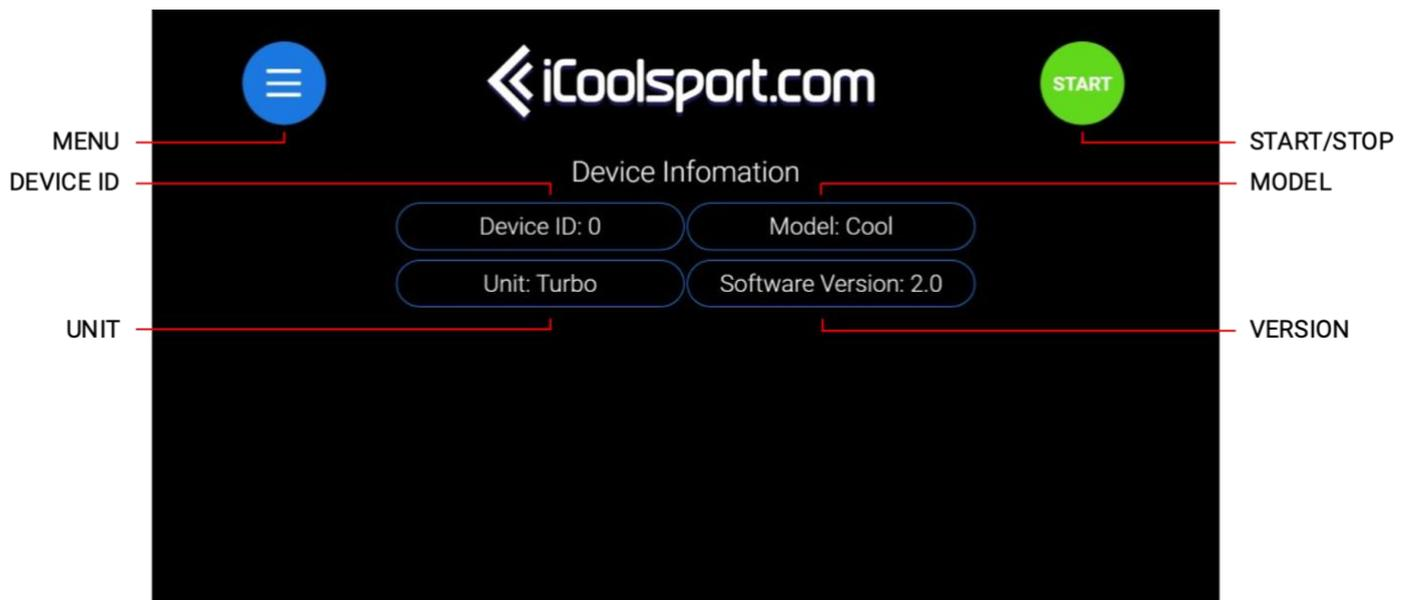 iCoolsport.com
START
MENU
START/STOP
Device Infomation
DEVICE ID
MODEL
Device ID: 0
Model: Cool
Unit: Turbo
Software Version: 2.0
UNIT
VERSION